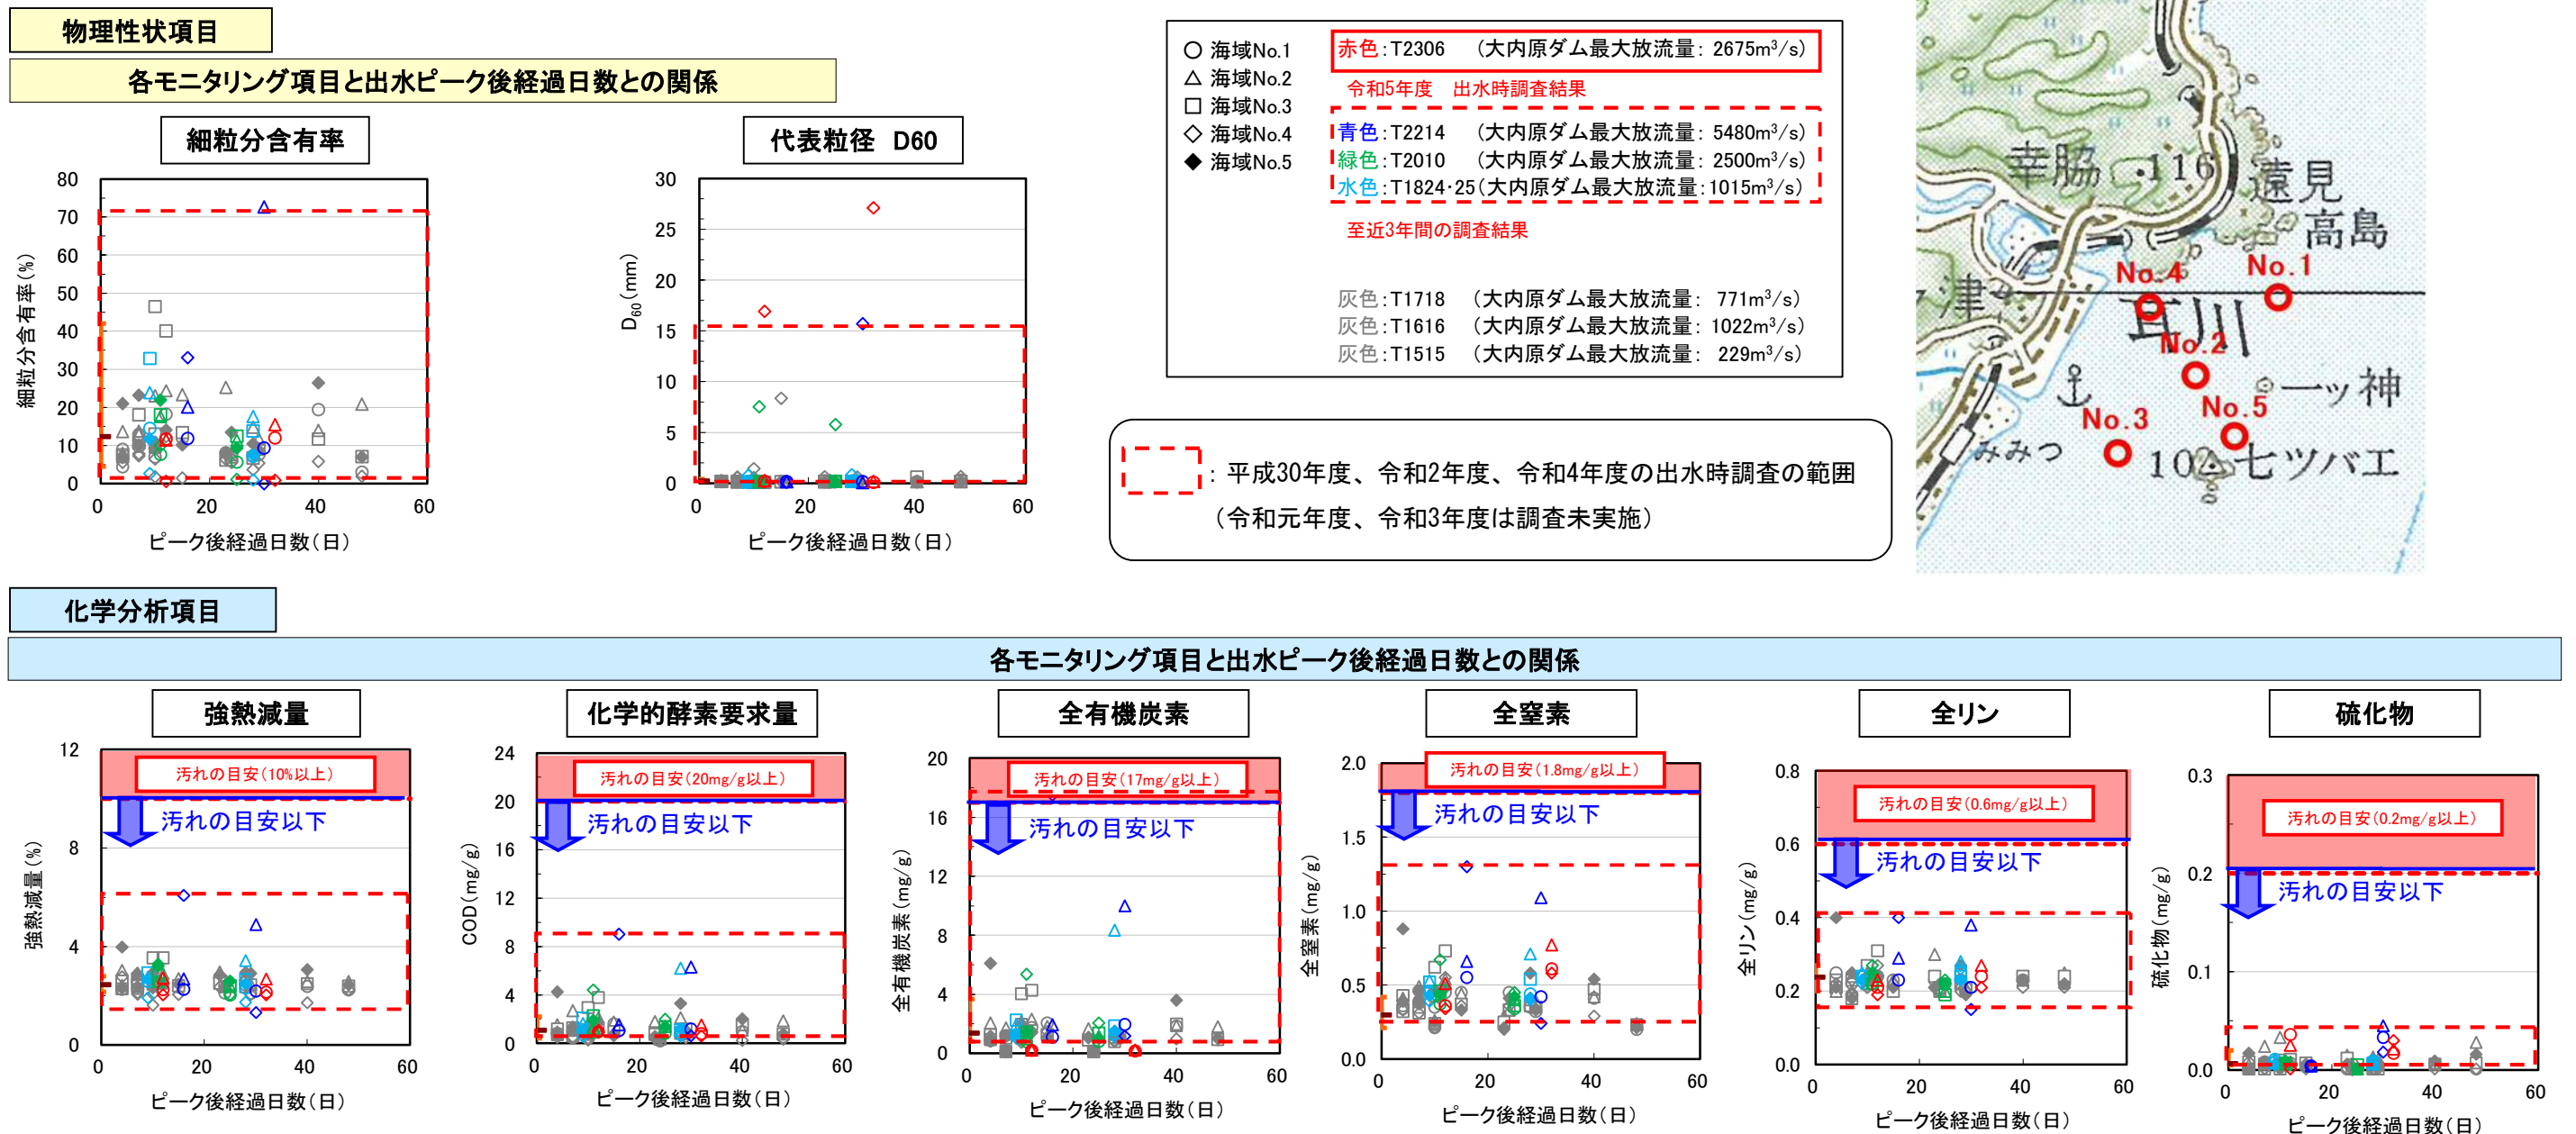 物理性状項目
各モニタリング項目と出水ピーク後経過日数との関係
細粒分含有率
細粒分含有率(%)
80
70
60
50
40
30
20
10
0
0 20 40 60
ピーク後経過日数(日)
代表粒径 D60
D60(mm)
30
25
20
15
10
5
0
0 20 40 60
ピーク後経過日数(日)
○ 海域No.1
△ 海域No.2
□ 海域No.3
◇ 海域No.4
◆ 海域No.5
赤色:T2306 (大内原ダム最大放流量: 2675m³/s)
令和5年度 出水時調査結果
青色:T2214 (大内原ダム最大放流量: 5480m³/s)
緑色:T2010 (大内原ダム最大放流量: 2500m³/s)
水色:T1824・25(大内原ダム最大放流量:1015m³/s)
至近3年間の調査結果
灰色:T1718 (大内原ダム最大放流量: 771m³/s)
灰色:T1616 (大内原ダム最大放流量: 1022m³/s)
灰色:T1515 (大内原ダム最大放流量: 229m³/s)
:平成30年度、令和2年度、令和4年度の出水時調査の範囲
(令和元年度、令和3年度は調査未実施)
幸脇 ・116 遠見
高島
No.4 No.1
津
耳川
No.2
一ッ神
No.5
No.3
みみつ
七ツバエ
化学分析項目
各モニタリング項目と出水ピーク後経過日数との関係
強熱減量
強熱減量(%)
12
8
4
0
汚れの目安(10%以上)
汚れの目安以下
0 20 40 60
ピーク後経過日数(日)
化学的酵素要求量
COD(mg/g)
24
20
16
12
8
4
0
汚れの目安(20mg/g以上)
汚れの目安以下
0 20 40 60
ピーク後経過日数(日)
全有機炭素
全有機炭素(mg/g)
20
16
12
8
4
0
汚れの目安(17mg/g以上)
汚れの目安以下
0 20 40 60
ピーク後経過日数(日)
全窒素
全窒素(mg/g)
2.0
1.5
1.0
0.5
0.0
汚れの目安(1.8mg/g以上)
汚れの目安以下
0 20 40 60
ピーク後経過日数(日)
全リン
全リン(mg/g)
0.8
0.6
0.4
0.2
0.0
汚れの目安(0.6mg/g以上)
汚れの目安以下
0 20 40 60
ピーク後経過日数(日)
硫化物
硫化物(mg/g)
0.3
0.2
0.1
0.0
汚れの目安(0.2mg/g以上)
汚れの目安以下
0 20 40 60
ピーク後経過日数(日)